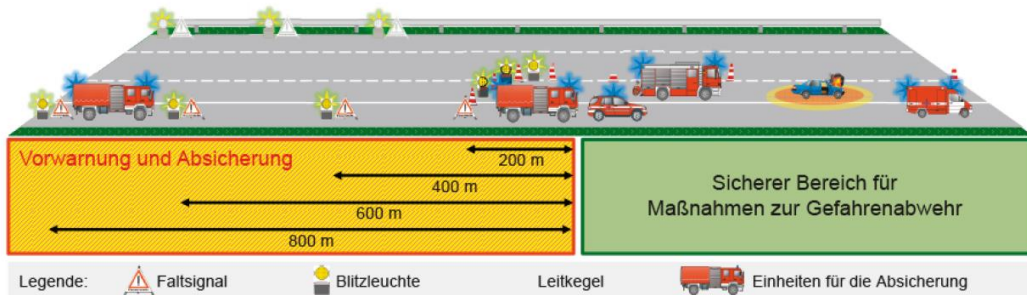 Vorwarnung und Absicherung
200 m
400 m
600 m
800 m
Sicherer Bereich für
Maßnahmen zur Gefahrenabwehr
Legende: Faltsignal Blitzleuchte Leitkegel Einheiten für die Absicherung